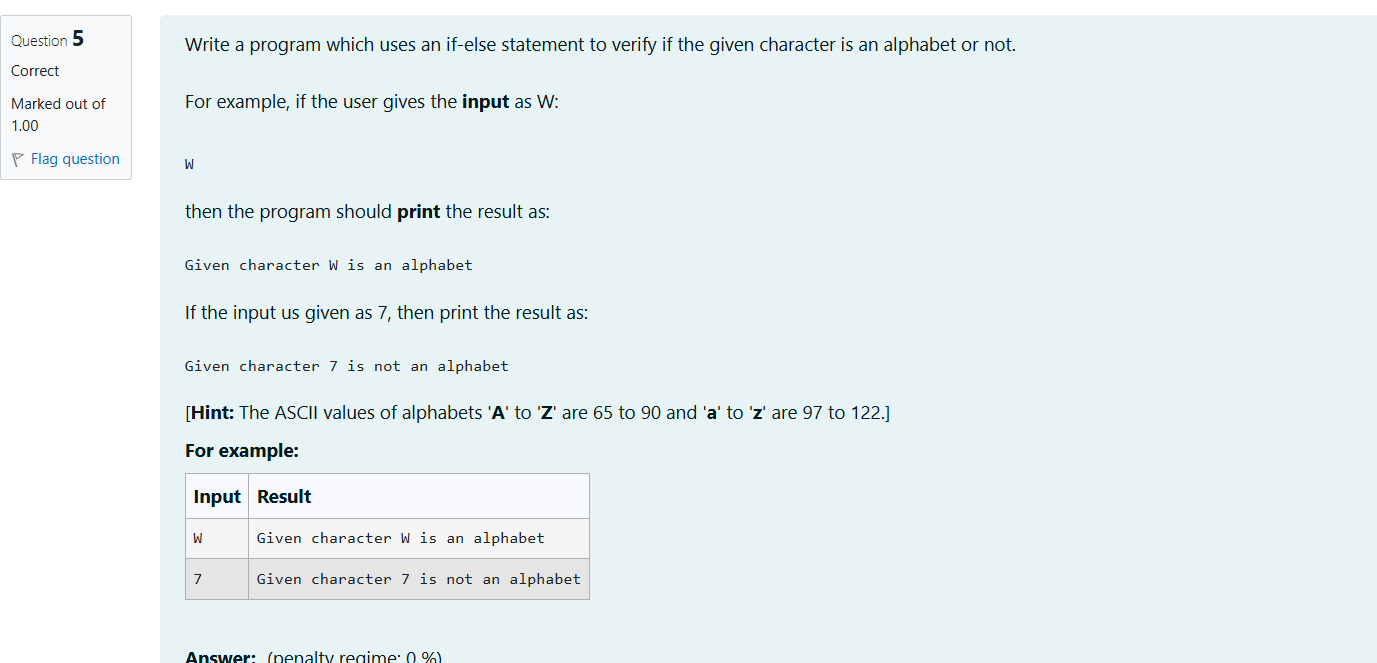 Question 5
Correct
Marked out of
1.00
Flag question
Write a program which uses an if-else statement to verify if the given character is an alphabet or not.
For example, if the user gives the input as W:
W
then the program should print the result as:
Given character W is an alphabet
If the input us given as 7, then print the result as:
Given character 7 is not an alphabet
[Hint: The ASCII values of alphabets 'A' to 'Z' are 65 to 90 and 'a' to 'z' are 97 to 122.]
For example:
Input Result
W Given character W is an alphabet
7 Given character 7 is not an alphabet
Answer: (penalty regime: 0 %)